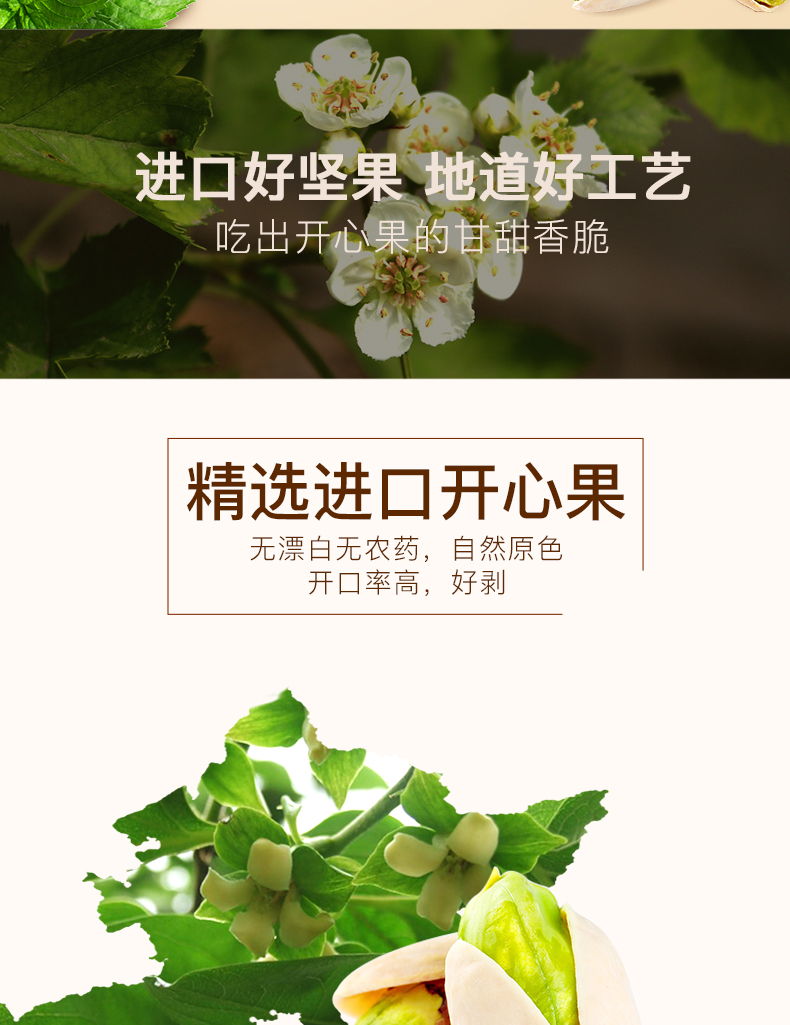 进口好坚果 地道好工艺
吃出开心果的甘甜香脆
精选进口开心果
无漂白无农药，自然原色
开口率高，好剥